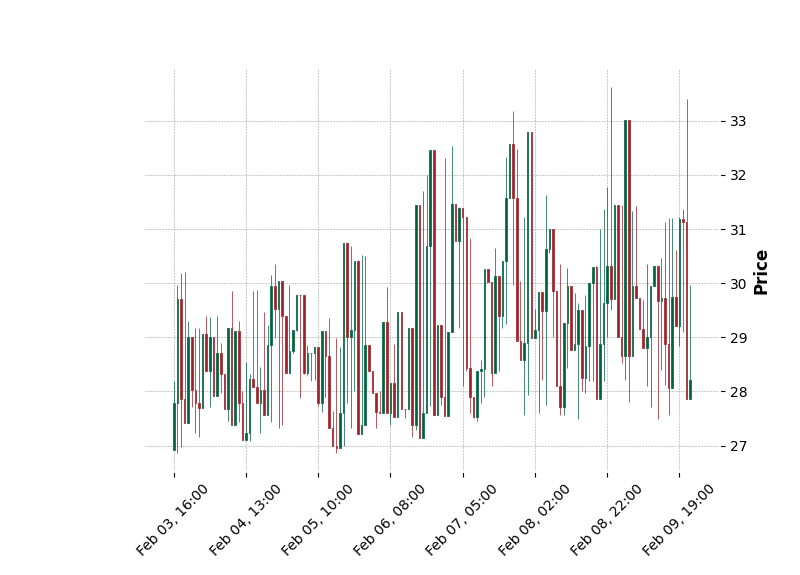 33
32
31
30
29
28
27
Price
Feb 03, 16:00
Feb 04, 13:00
Feb 05, 10:00
Feb 06, 08:00
Feb 07, 05:00
Feb 08, 02:00
Feb 08, 22:00
Feb 09, 19:00